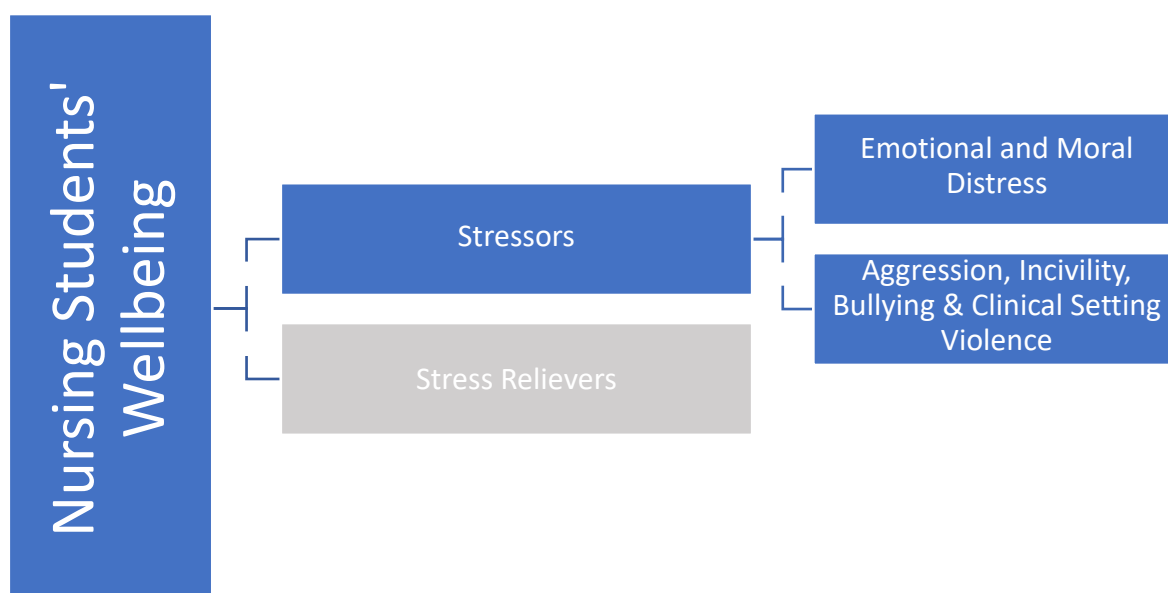 Nursing Students'
Wellbeing
Stressors
Stress Relievers
Emotional and Moral
Distress
Aggression, Incivility,
Bullying & Clinical Setting
Violence